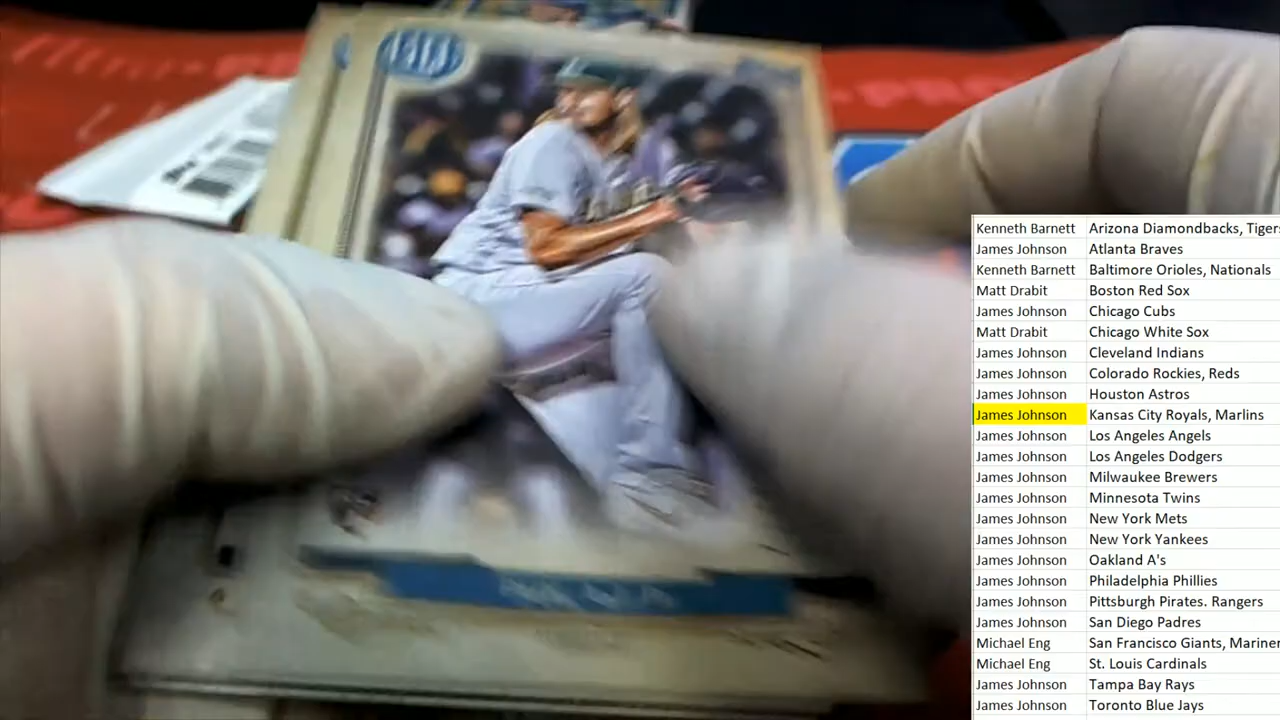 Kenneth Barnett Arizona Diamondbacks, Tigers
James Johnson Atlanta Braves
Kenneth Barnett Baltimore Orioles, Nationals
Matt Drabit Boston Red Sox
James Johnson Chicago Cubs
Matt Drabit Chicago White Sox
James Johnson Cleveland Indians
James Johnson Colorado Rockies, Reds
James Johnson Houston Astros
James Johnson Kansas City Royals, Marlins
James Johnson Los Angeles Angels
James Johnson Los Angeles Dodgers
James Johnson Milwaukee Brewers
James Johnson Minnesota Twins
James Johnson New York Mets
James Johnson New York Yankees
James Johnson Oakland A's
James Johnson Philadelphia Phillies
James Johnson Pittsburgh Pirates. Rangers
James Johnson San Diego Padres
Michael Eng San Francisco Giants, Mariner
Michael Eng St. Louis Cardinals
James Johnson Tampa Bay Rays
James Johnson Toronto Blue Jays